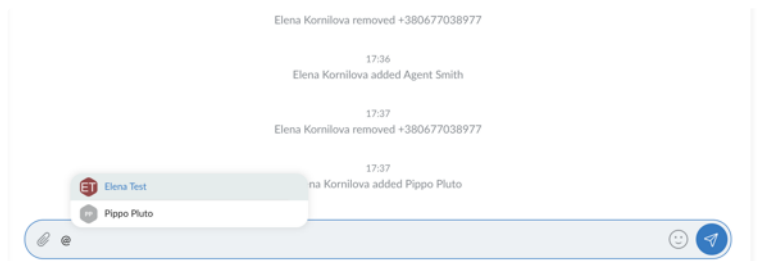 Elena Kornilova removed +380677038977
17:36
Elena Kornilova added Agent Smith
17:37
Elena Kornilova removed +380677038977
17:37
na Kornilova added Pippo Pluto
ET Elena Test
PP Pippo Pluto
@